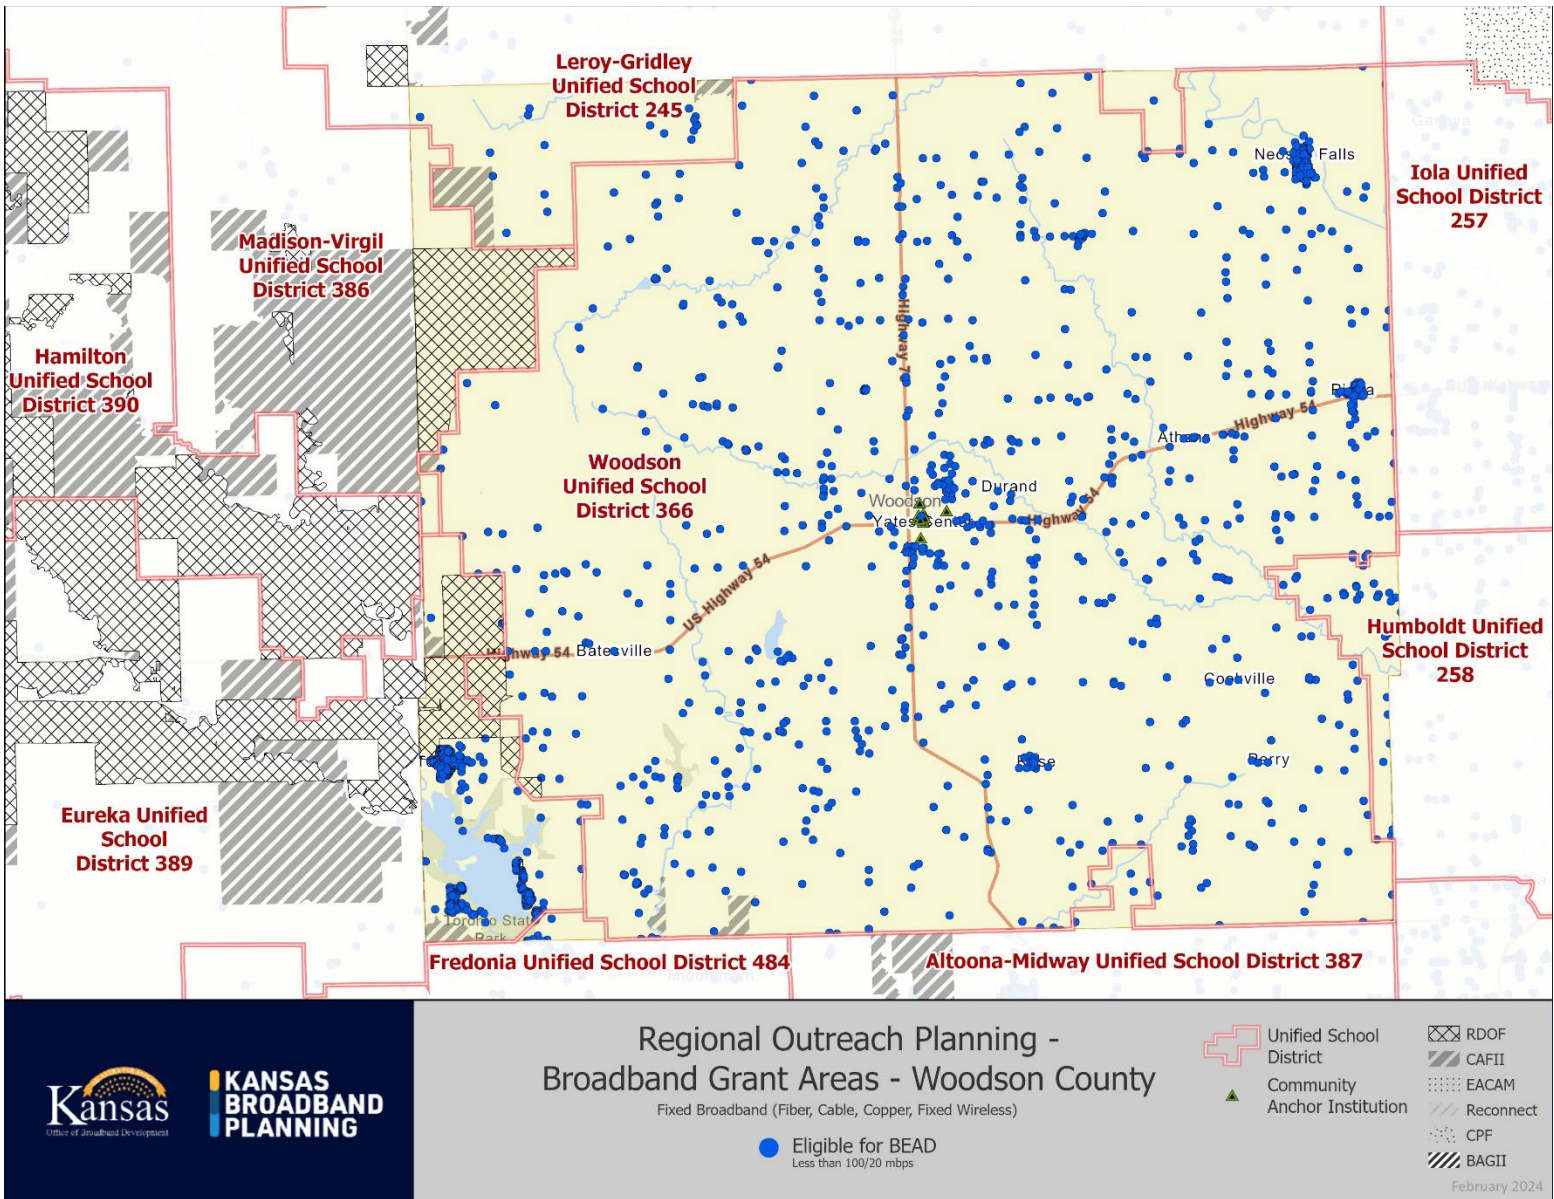 Leroy-Gridley
Unified School
District 245
Falls
Iola Unified
School District
257
Madison-Virgil
Unified School
District 386
Hamilton
Unified School
District 390
Highway 54
Woodson
Unified School
District 366
Durand
Woodson
Highway 54
US Highway 54
Batesville
Highway 54
Humboldt Unified
School District
258
Eureka Unified
School
District 389
Park
Fredonia Unified School District 484
Altoona-Midway Unified School District 387
Regional Outreach Planning -
Broadband Grant Areas - Woodson County
Fixed Broadband (Fiber, Cable, Copper, Fixed Wireless)
Eligible for BEAD
Less than 100/20 mbps
Kansas
Office of Broadband Development
KANSAS
BROADBAND
PLANNING
Unified School
District
Community
Anchor Institution
RDOF
CAFII
EACAM
Reconnect
CPF
BAGII
February 2024